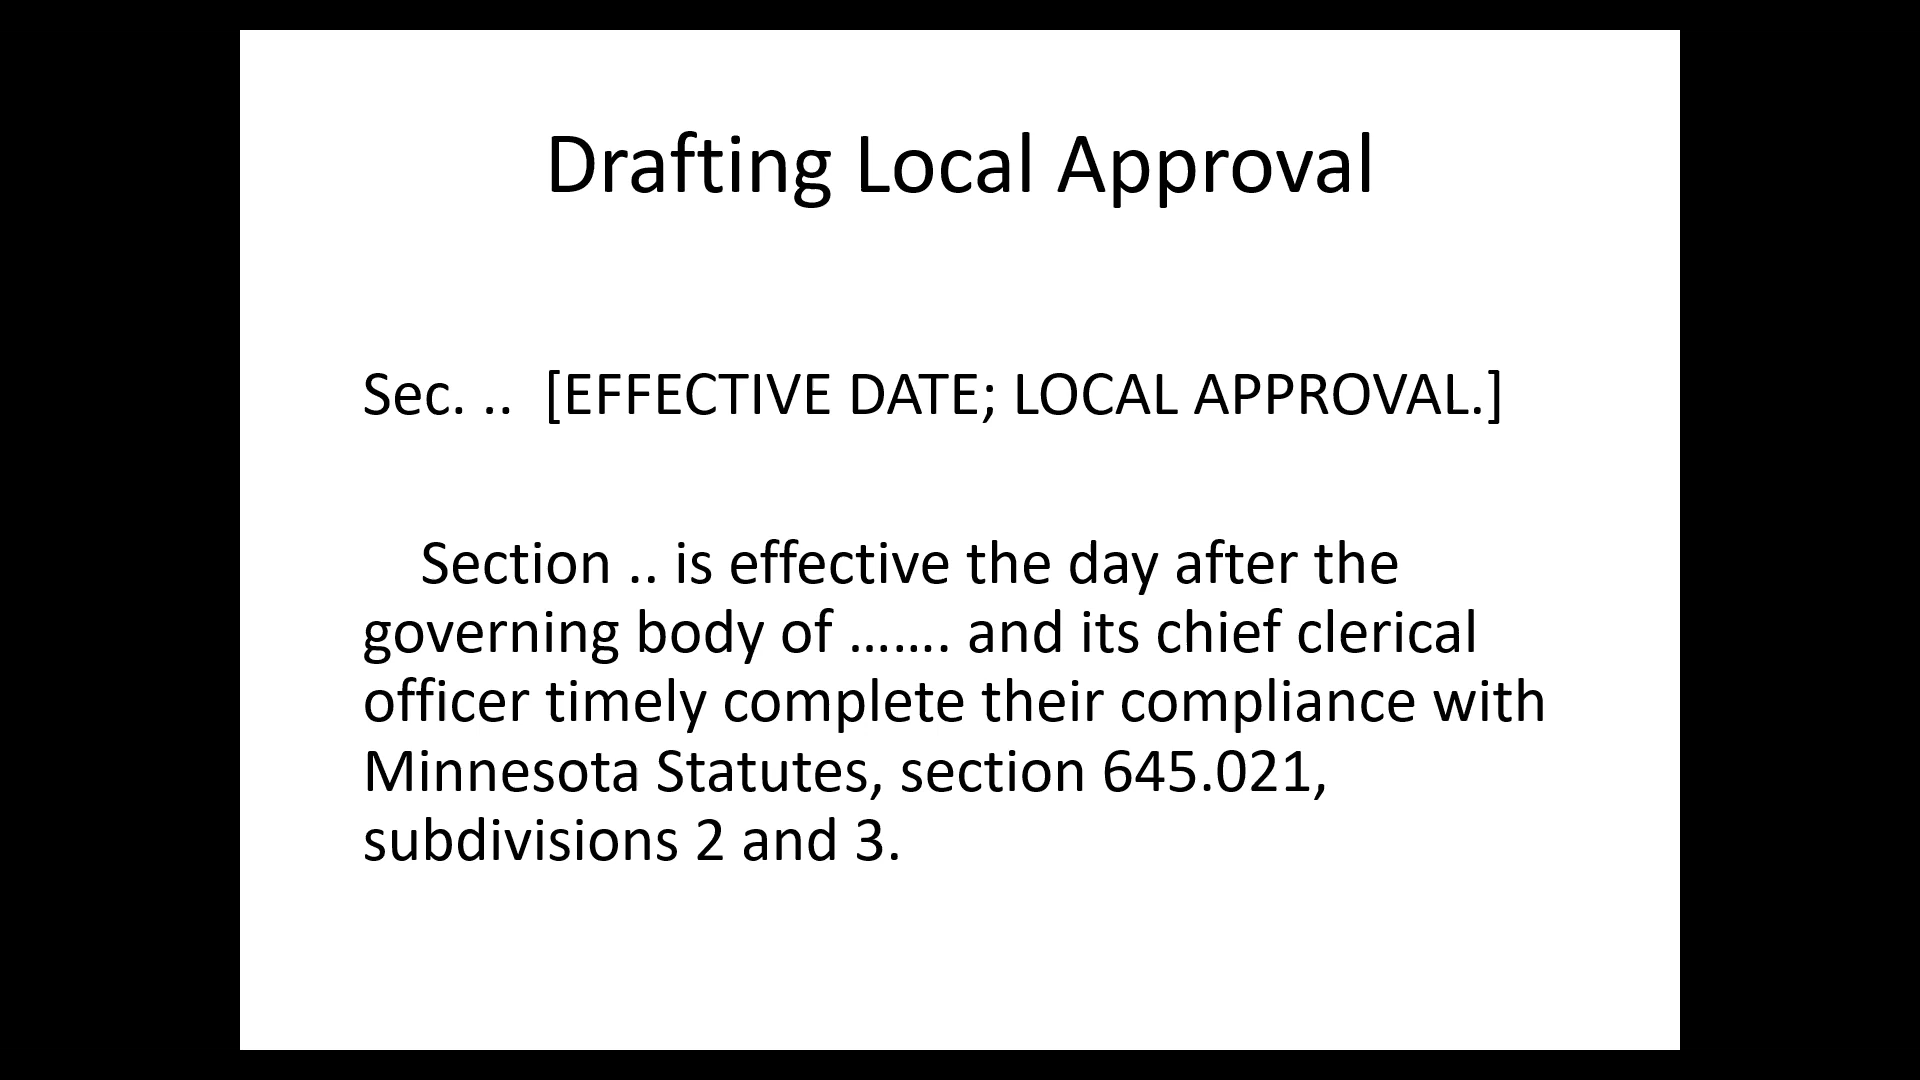 Drafting Local Approval
Sec. ..  [EFFECTIVE DATE; LOCAL APPROVAL.]
Section .. is effective the day after the
governing body of ....... and its chief clerical
officer timely complete their compliance with
Minnesota Statutes, section 645.021,
subdivisions 2 and 3.